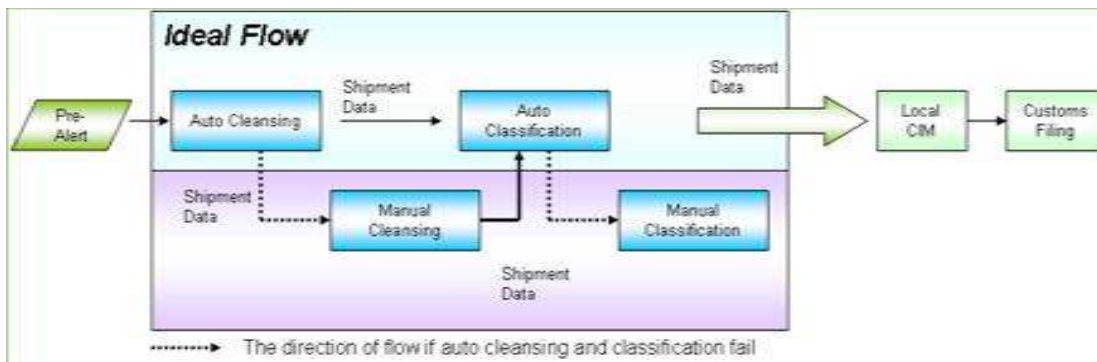 Ideal Flow
Shipment
Data
Shipment
Data
Pre-
Alert
Auto Cleansing
Auto
Classification
Local
CIM
Customs
Filing
Shipment
Data
Manual
Cleansing
Manual
Classification
Shipment
Data
The direction of flow if auto cleansing and classification fail